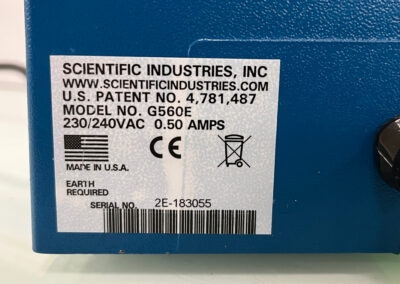 SCIENTIFIC INDUSTRIES, INC
WWW.SCIENTIFICINDUSTRIES.COM
U.S. PATENT NO. 4,781,487
MODEL NO. G560E
230/240VAC 0.50 AMPS
CE
MADE IN U.S.A.
EARTH
REQUIRED
SERIAL NO. 2E-183055